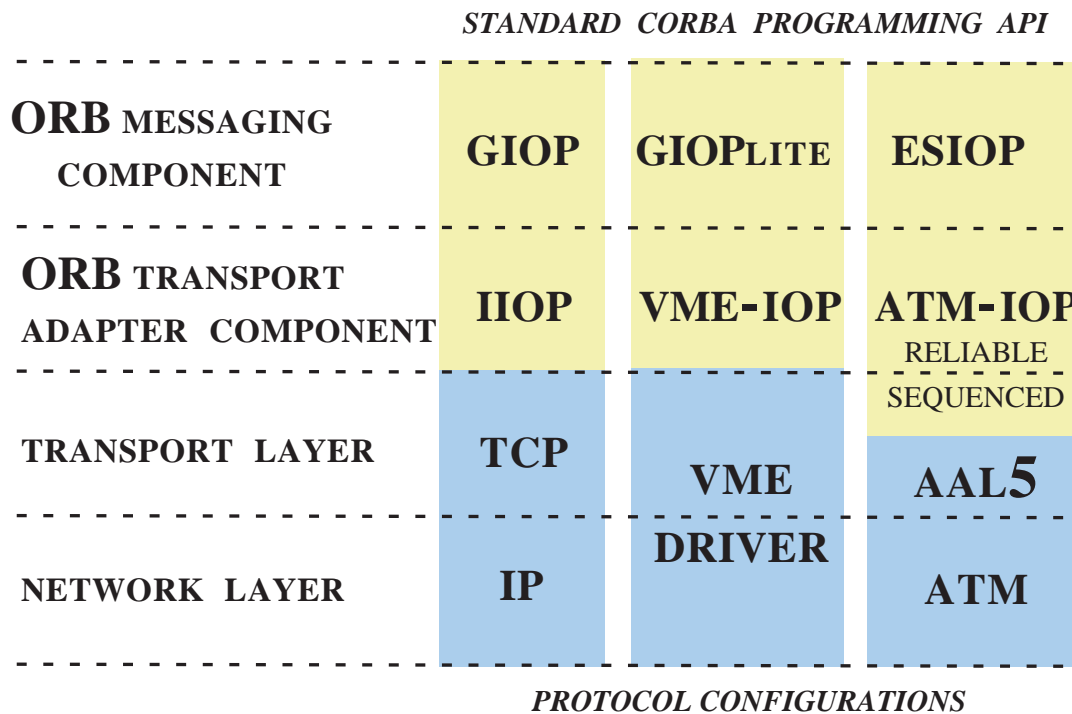 STANDARD CORBA PROGRAMMING API
ORB MESSAGING
COMPONENT
GIOP
GIOPLITE
ESIOP
ORB TRANSPORT
ADAPTER COMPONENT
IIOP
VME-IOP
ATM-IOP
RELIABLE
SEQUENCED
TRANSPORT LAYER
TCP
VME
DRIVER
AAL5
NETWORK LAYER
IP
ATM
PROTOCOL CONFIGURATIONS